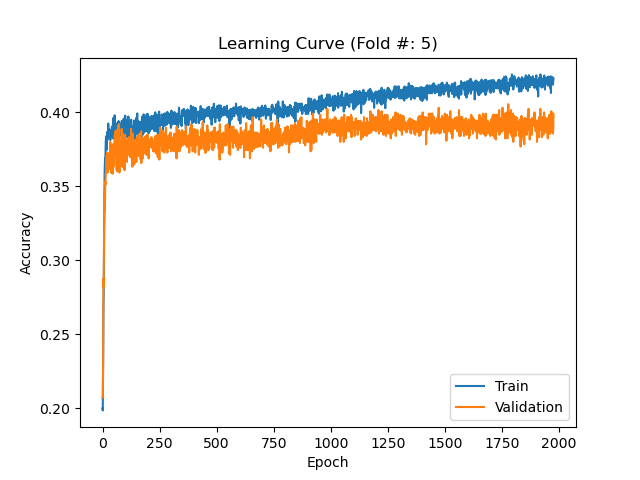 Learning Curve (Fold #: 5)
Accuracy
0.40
0.35
0.30
0.25
0.20
0 250 500 750 1000 1250 1500 1750 2000
Epoch
Train
Validation